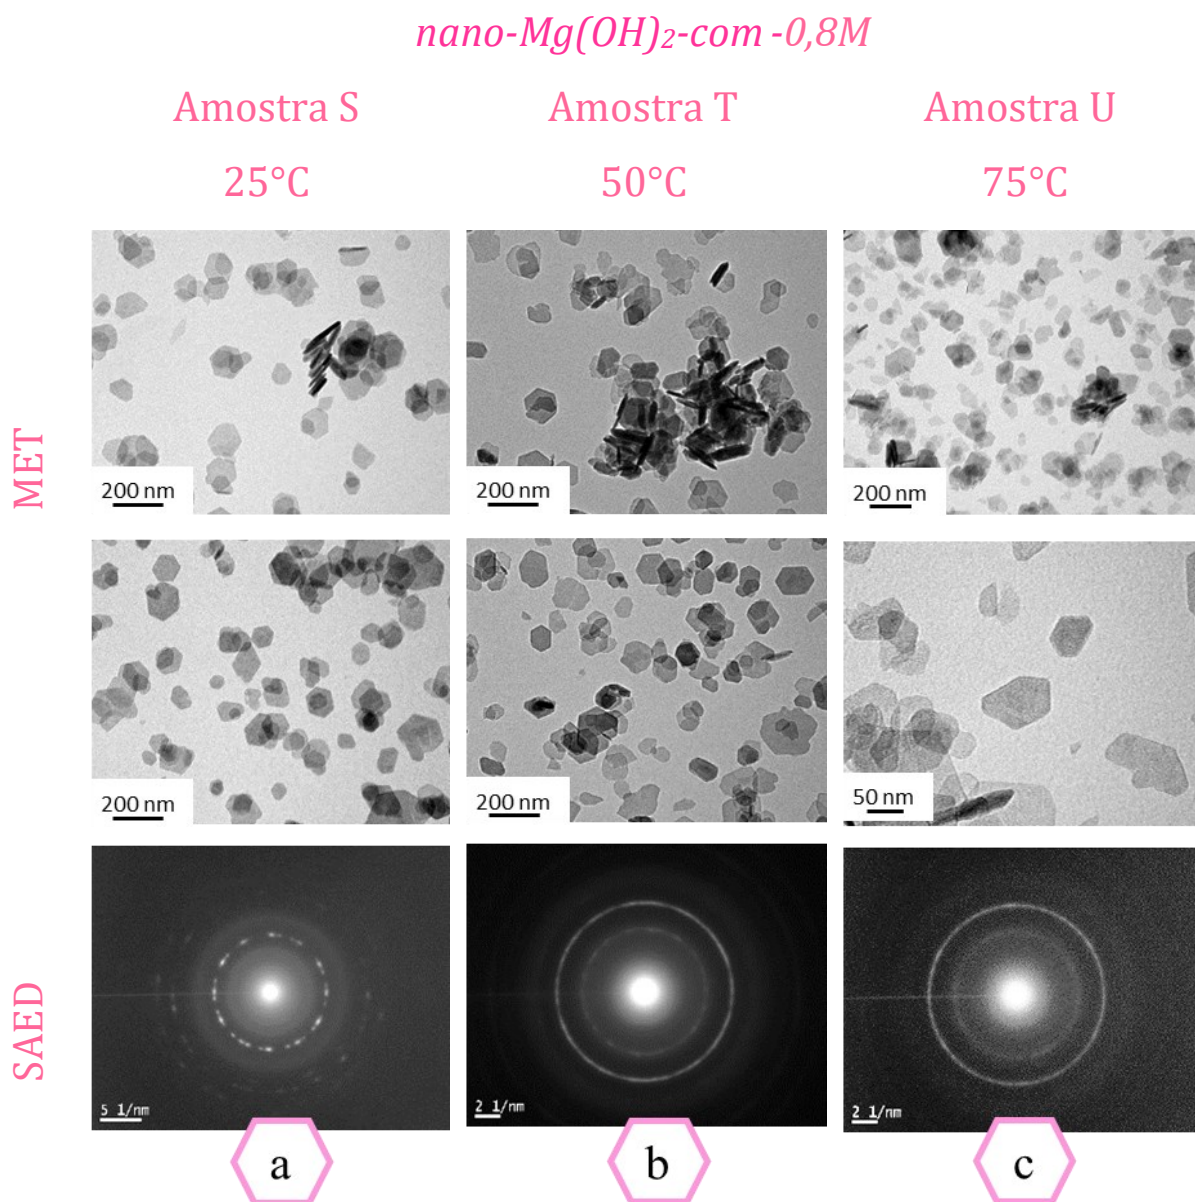 nano-Mg(OH)₂-com -0,8M
Amostra S
Amostra T
Amostra U
25°C
50°C
75°C
MET
200 nm
200 nm
200 nm
200 nm
200 nm
50 nm
SAED
5 1/nm
2 1/nm
2 1/nm
a
b
c